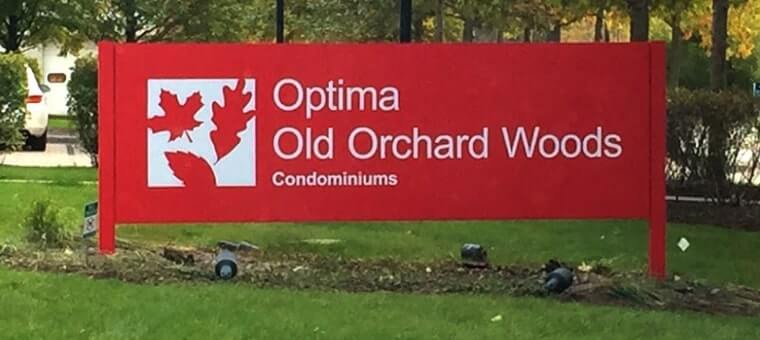 Optima
Old Orchard Woods
Condominiums